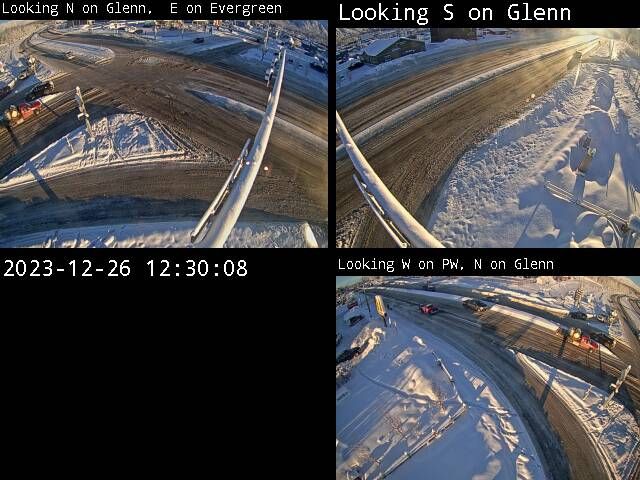 Looking N on Glenn,  E on Evergreen
Looking S on Glenn
2023-12-26 12:30:08
Looking W on PW, N on Glenn